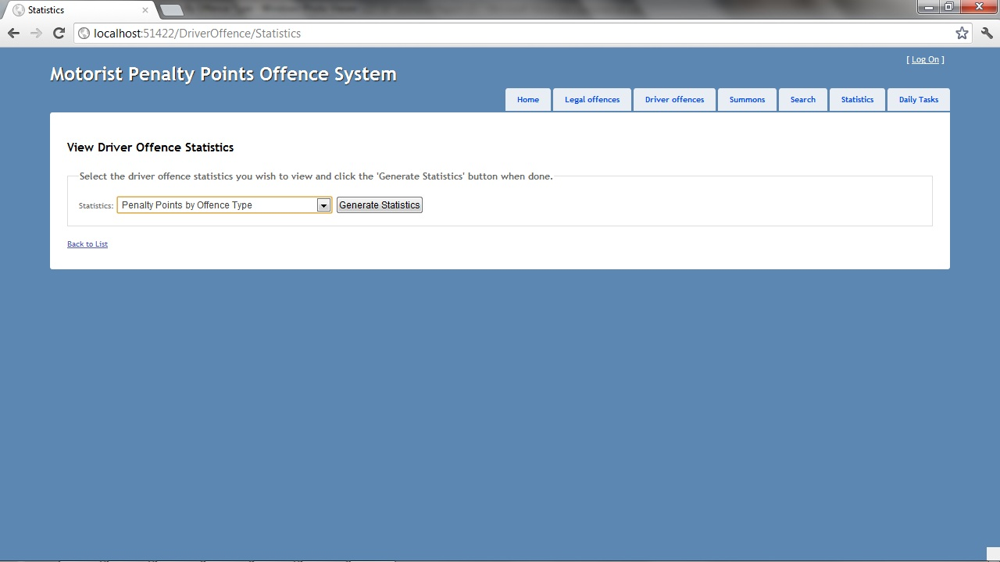 Statistics
localhost:51422/DriverOffence/Statistics
[ Log On ]
Motorist Penalty Points Offence System
Home Legal offences Driver offences Summons Search Statistics Daily Tasks
View Driver Offence Statistics
Select the driver offence statistics you wish to view and click the 'Generate Statistics' button when done.
Statistics: Penalty Points by Offence Type Generate Statistics
Back to List